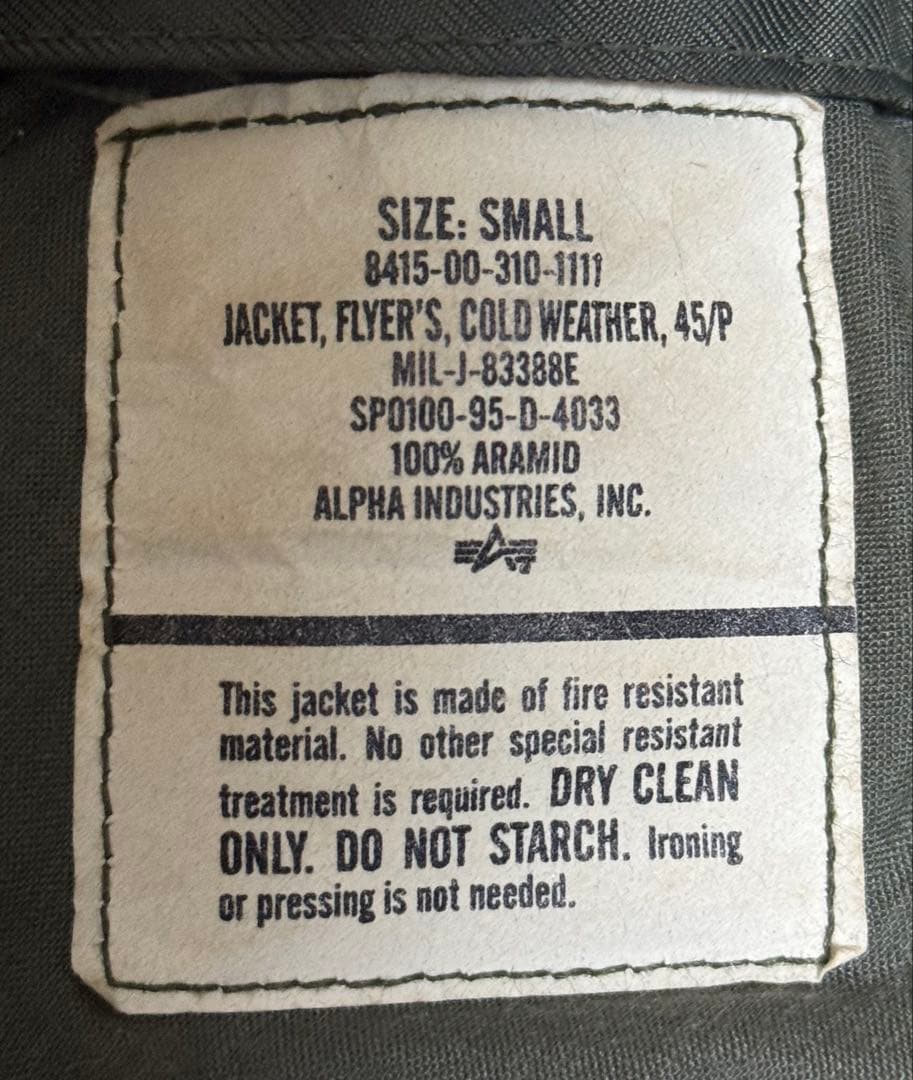 SIZE: SMALL
8415-00-310-1111
JACKET, FLYER'S, COLD WEATHER, 45/P
MIL-J-83388E
SP0100-95-D-4033
100% ARAMID
ALPHA INDUSTRIES, INC.
This jacket is made of fire resistant
material. No other special resistant
treatment is required. DRY CLEAN
ONLY. DO NOT STARCH. Ironing
or pressing is not needed.